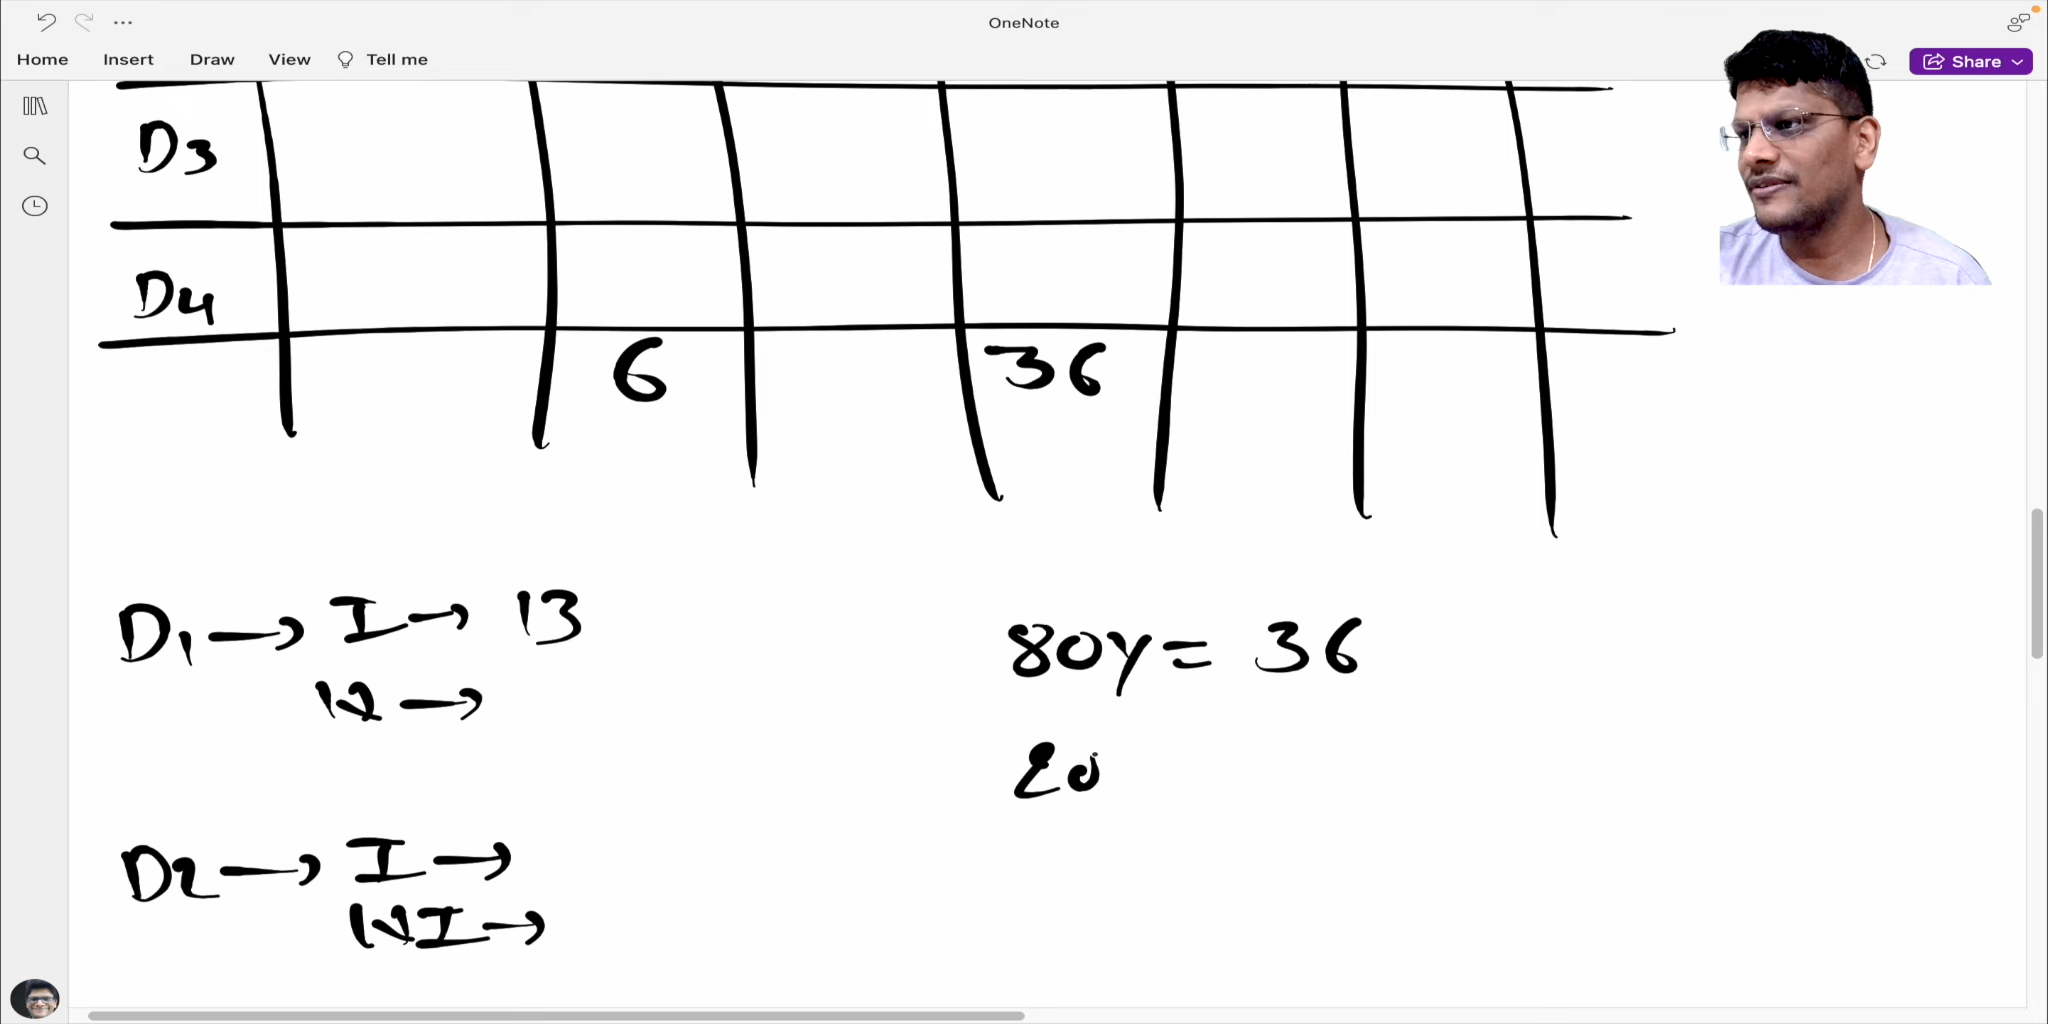 OneNote
Home Insert Draw View Tell me
Share
D3
D4
6 36
D1 → I → 13
N →
D2 → I →
NI →
80y = 36
20